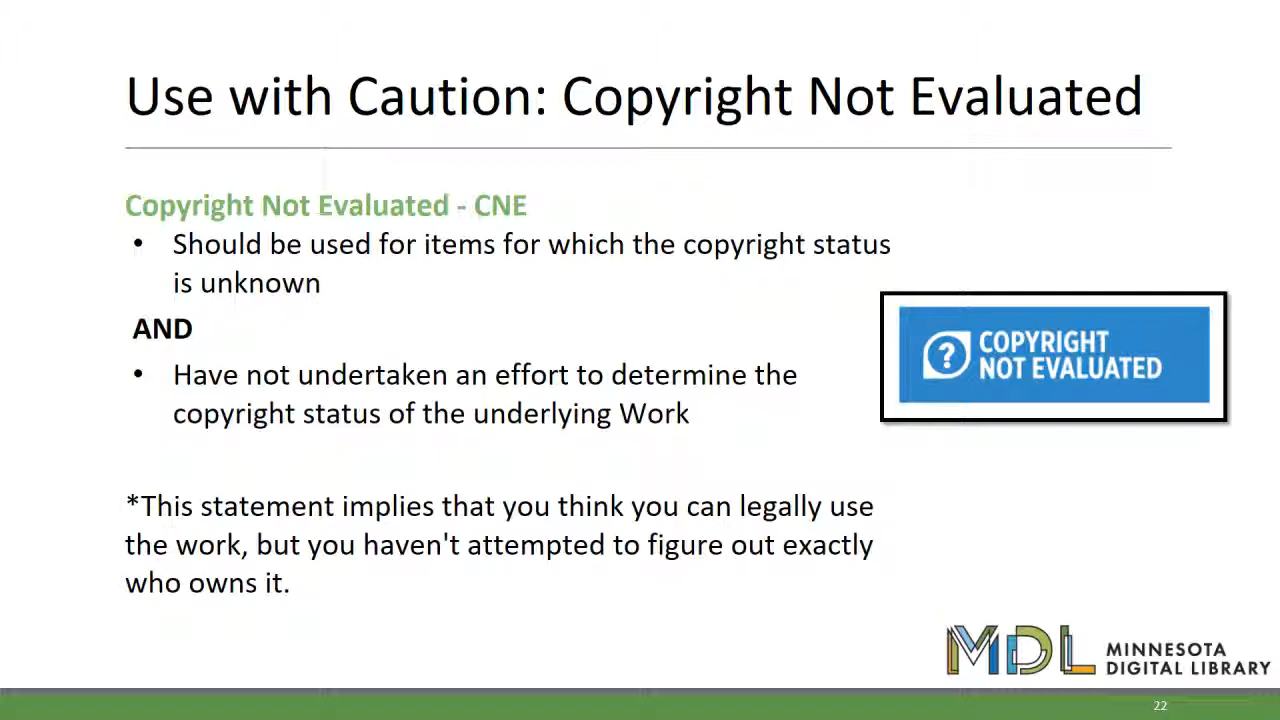 Use with Caution: Copyright Not Evaluated
Copyright Not Evaluated - CNE
• Should be used for items for which the copyright status
is unknown
AND
• Have not undertaken an effort to determine the
copyright status of the underlying Work
? COPYRIGHT
NOT EVALUATED
*This statement implies that you think you can legally use
the work, but you haven't attempted to figure out exactly
who owns it.
MDL MINNESOTA
DIGITAL LIBRARY
22